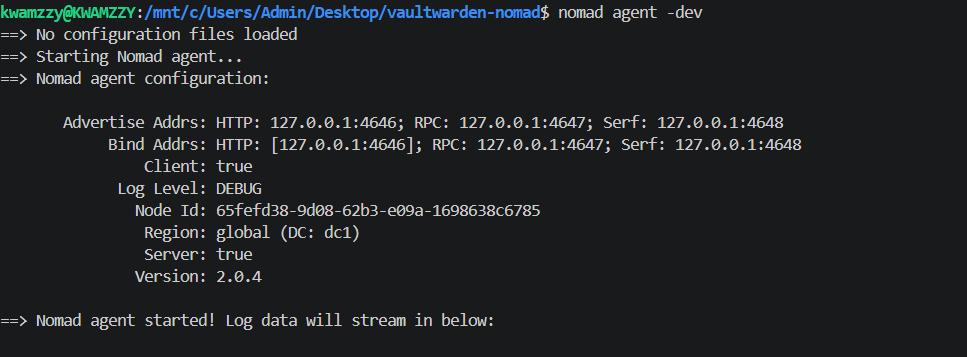 kwamzzy@KWAMZZY:/mnt/c/Users/Admin/Desktop/vaultwarden-nomad$ nomad agent -dev
==> No configuration files loaded
==> Starting Nomad agent...
==> Nomad agent configuration:
Advertise Addrs: HTTP: 127.0.0.1:4646; RPC: 127.0.0.1:4647; Serf: 127.0.0.1:4648
Bind Addrs: HTTP: [127.0.0.1:4646]; RPC: 127.0.0.1:4647; Serf: 127.0.0.1:4648
Client: true
Log Level: DEBUG
Node Id: 65fefd38-9d08-62b3-e09a-1698638c6785
Region: global (DC: dc1)
Server: true
Version: 2.0.4
==> Nomad agent started! Log data will stream in below: